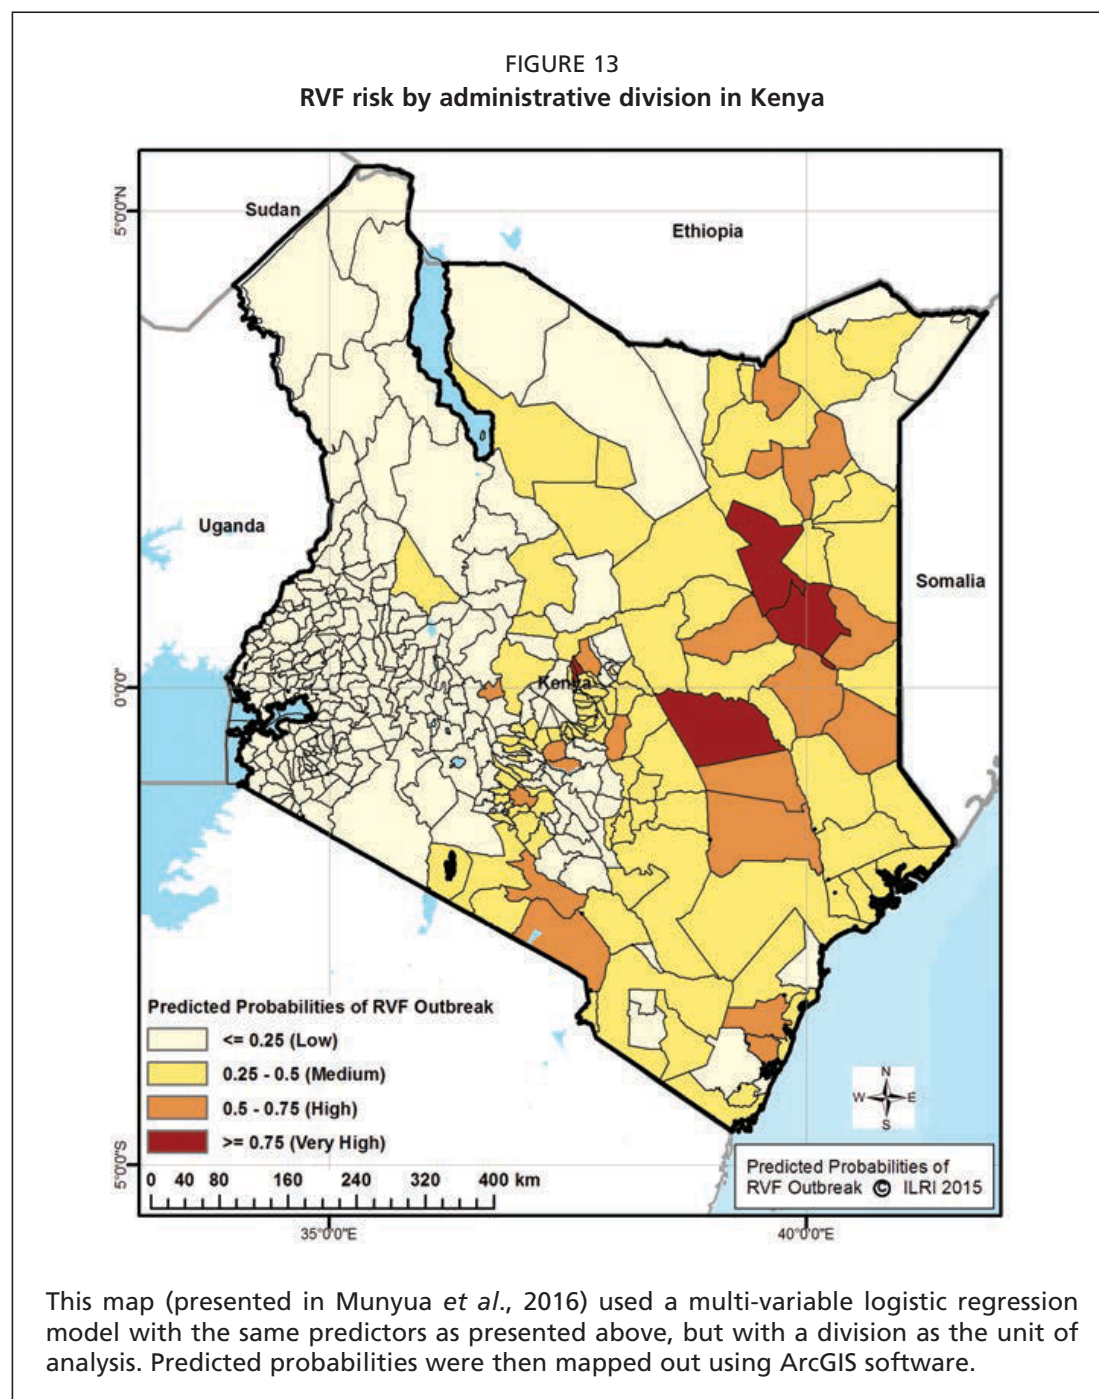 FIGURE 13
RVF risk by administrative division in Kenya
5°0'0"N
Sudan
Ethiopia
Uganda
Somalia
0°0'0"
Kenya
Predicted Probabilities of RVF Outbreak
<= 0.25 (Low)
0.25 - 0.5 (Medium)
0.5 - 0.75 (High)
>= 0.75 (Very High)
N
W E
S
5°0'0"S
0 40 80 160 240 320 400 km
Predicted Probabilities of
RVF Outbreak © ILRI 2015
35°0'0"E 40°0'0"E
This map (presented in Munyua et al., 2016) used a multi-variable logistic regression
model with the same predictors as presented above, but with a division as the unit of
analysis. Predicted probabilities were then mapped out using ArcGIS software.